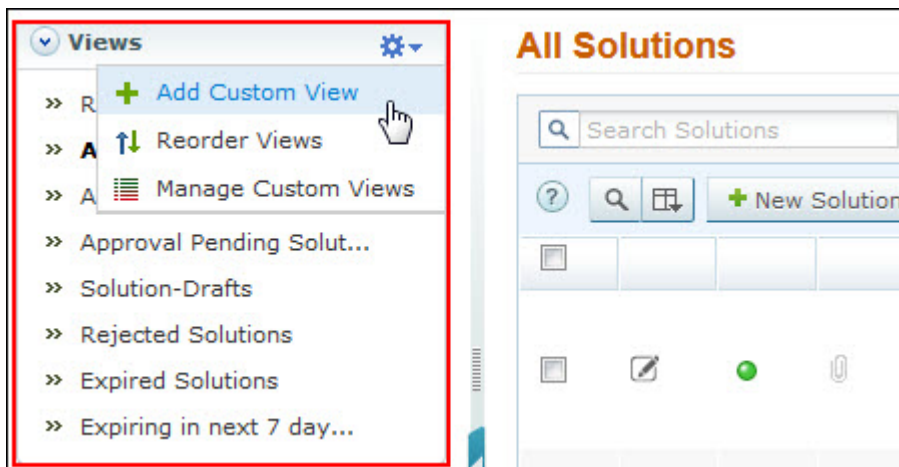 Views
R
Add Custom View
A
Reorder Views
A
Manage Custom Views
Approval Pending Solut...
Solution-Drafts
Rejected Solutions
Expired Solutions
Expiring in next 7 day...
All Solutions
Search Solutions
? New Solution